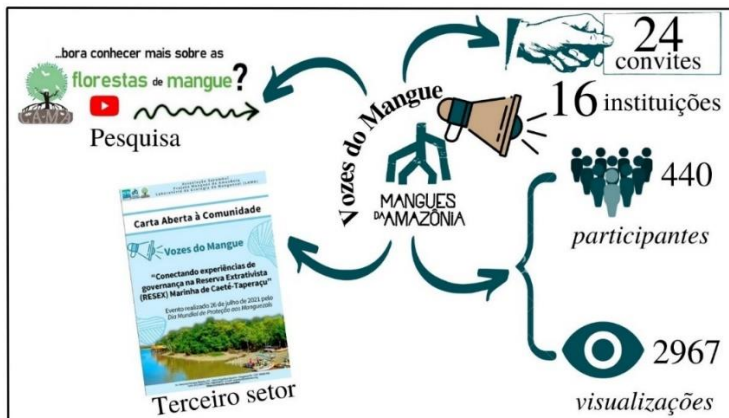 ...bora conhecer mais sobre as
florestas de mangue?
Pesquisa
Vozes do Mangue
MANGUES
DA AMAZÔNIA
24
convites
16 instituições
440
participantes
2967
visualizações
Carta Aberta à Comunidade
Vozes do Mangue
"Conectando experiências de
governança na Reserva Extrativista
(RESEX) Marinha de Caeté-Taperaçu"
Evento realizado 26 de julho de 2021 pelo
Dia Mundial de Proteção aos Manguezais
Terceiro setor